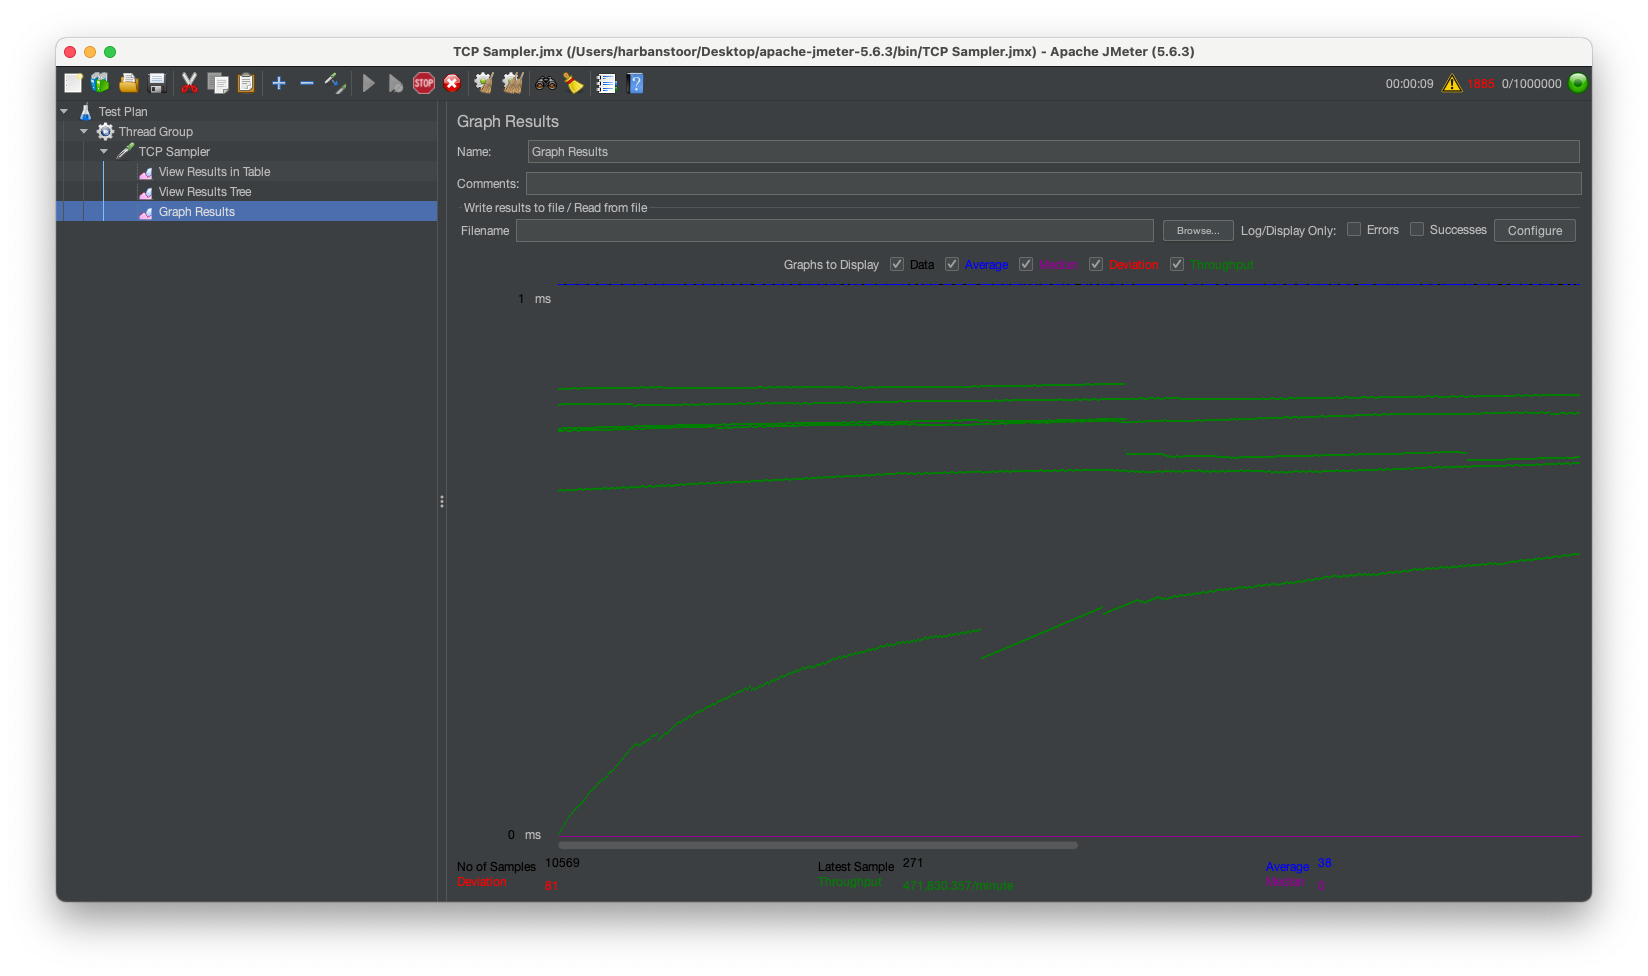 TCP Sampler.jmx (/Users/harbanstoor/Desktop/apache-jmeter-5.6.3/bin/TCP Sampler.jmx) - Apache JMeter (5.6.3)
STOP
00:00:09 1885 0/1000000
Test Plan
Thread Group
TCP Sampler
View Results in Table
View Results Tree
Graph Results
Graph Results
Name: Graph Results
Comments:
Write results to file / Read from file
Filename Browse... Log/Display Only: Errors Successes Configure
Graphs to Display Data Average Median Deviation Throughput
1 ms
0 ms
No of Samples 10569 Latest Sample 271 Average 38
Deviation 61 Throughput 471,830.357/minute Median